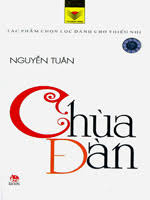 TÁC PHẨM CHỌN LỌC DÀNH CHO THIẾU NHI
NGUYỄN TUÂN
Chùa
Đàn